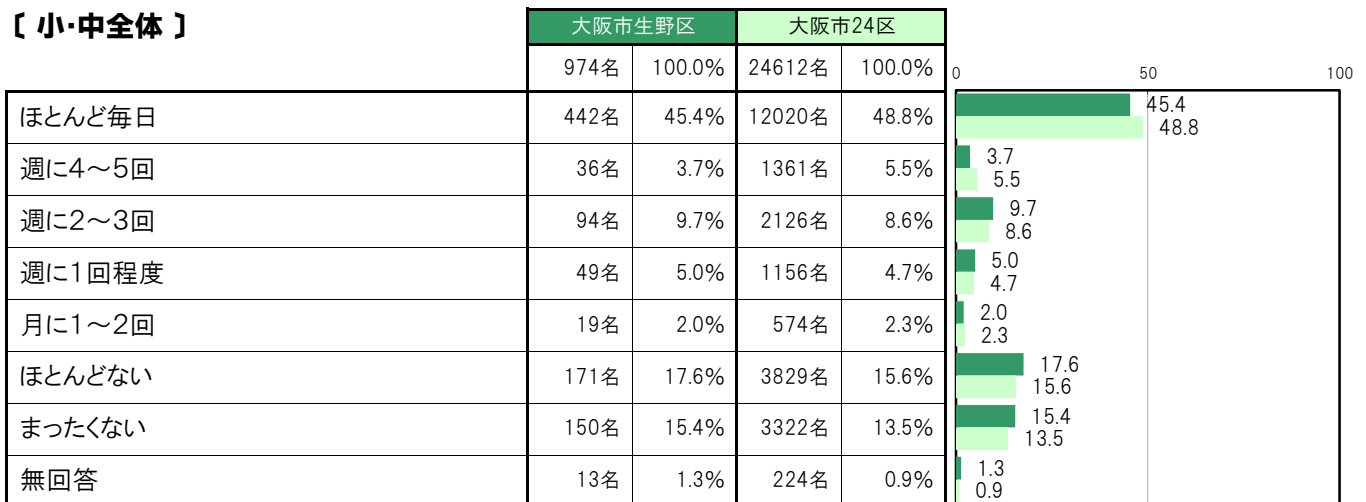 〔 小・中全体 〕
大阪市生野区 大阪市24区
974名 100.0% 24612名 100.0% 0 50 100
ほとんど毎日 442名 45.4% 12020名 48.8% 45.4
48.8
週に4~5回 36名 3.7% 1361名 5.5% 3.7
5.5
週に2~3回 94名 9.7% 2126名 8.6% 9.7
8.6
週に1回程度 49名 5.0% 1156名 4.7% 5.0
4.7
月に1~2回 19名 2.0% 574名 2.3% 2.0
2.3
ほとんどない 171名 17.6% 3829名 15.6% 17.6
15.6
まったくない 150名 15.4% 3322名 13.5% 15.4
13.5
無回答 13名 1.3% 224名 0.9% 1.3
0.9